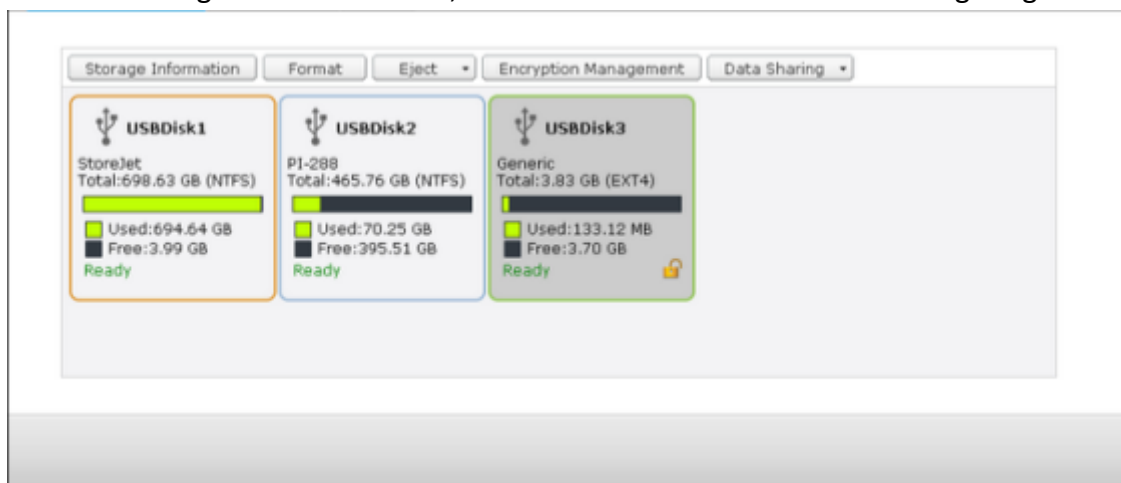 Storage Information Format Eject Encryption Management Data Sharing
USBDisk1
StoreJet
Total:698.63 GB (NTFS)
Used:694.64 GB
Free:3.99 GB
Ready
USBDisk2
PI-288
Total:465.76 GB (NTFS)
Used:70.25 GB
Free:395.51 GB
Ready
USBDisk3
Generic
Total:3.83 GB (EXT4)
Used:133.12 MB
Free:3.70 GB
Ready